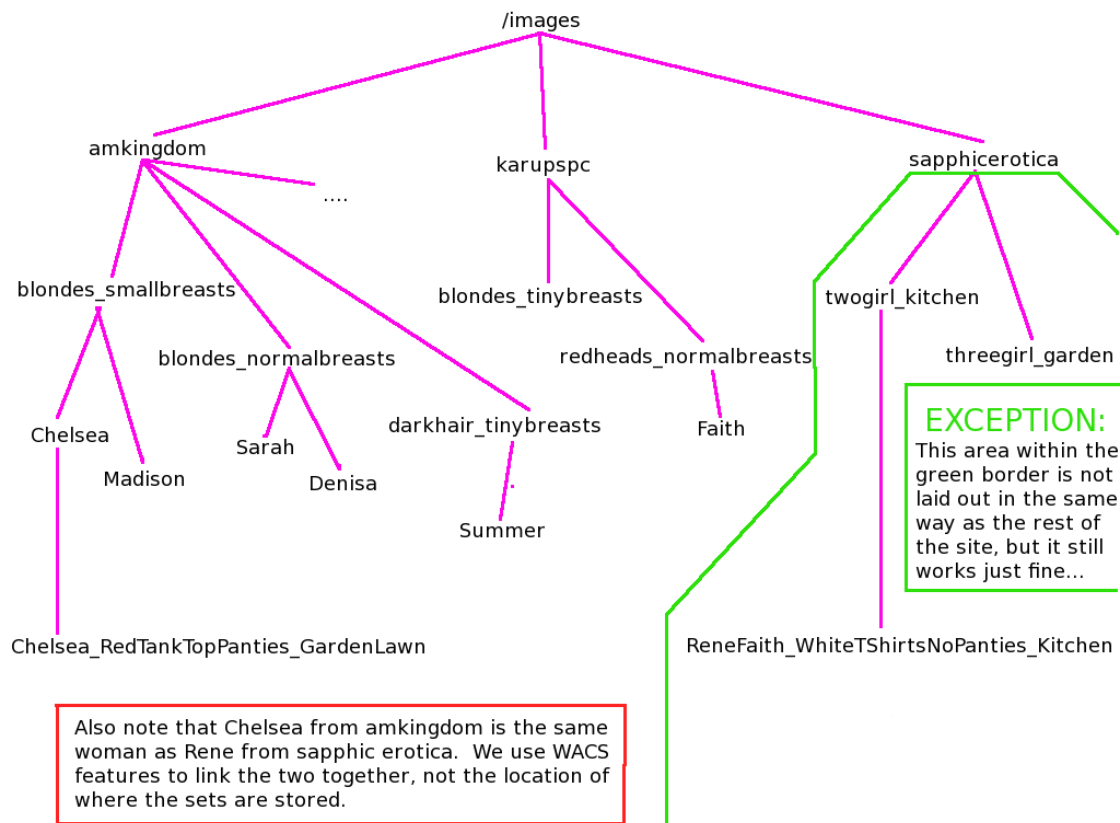 /images
amkingdom
karupspc
sapphicerotica
....
blondes_smallbreasts
blondes_tinybreasts
twogirl_kitchen
blondes_normalbreasts
redheads_normalbreasts
threegirl_garden
Chelsea
Madison
Sarah
Denisa
darkhair_tinybreasts
Summer
Faith
EXCEPTION:
This area within the
green border is not
laid out in the same
way as the rest of
the site, but it still
works just fine...
Chelsea_RedTankTopPanties_GardenLawn
ReneFaith_WhiteTShirtsNoPanties_Kitchen
Also note that Chelsea from amkingdom is the same
woman as Rene from sapphic erotica.  We use WACS
features to link the two together, not the location of
where the sets are stored.